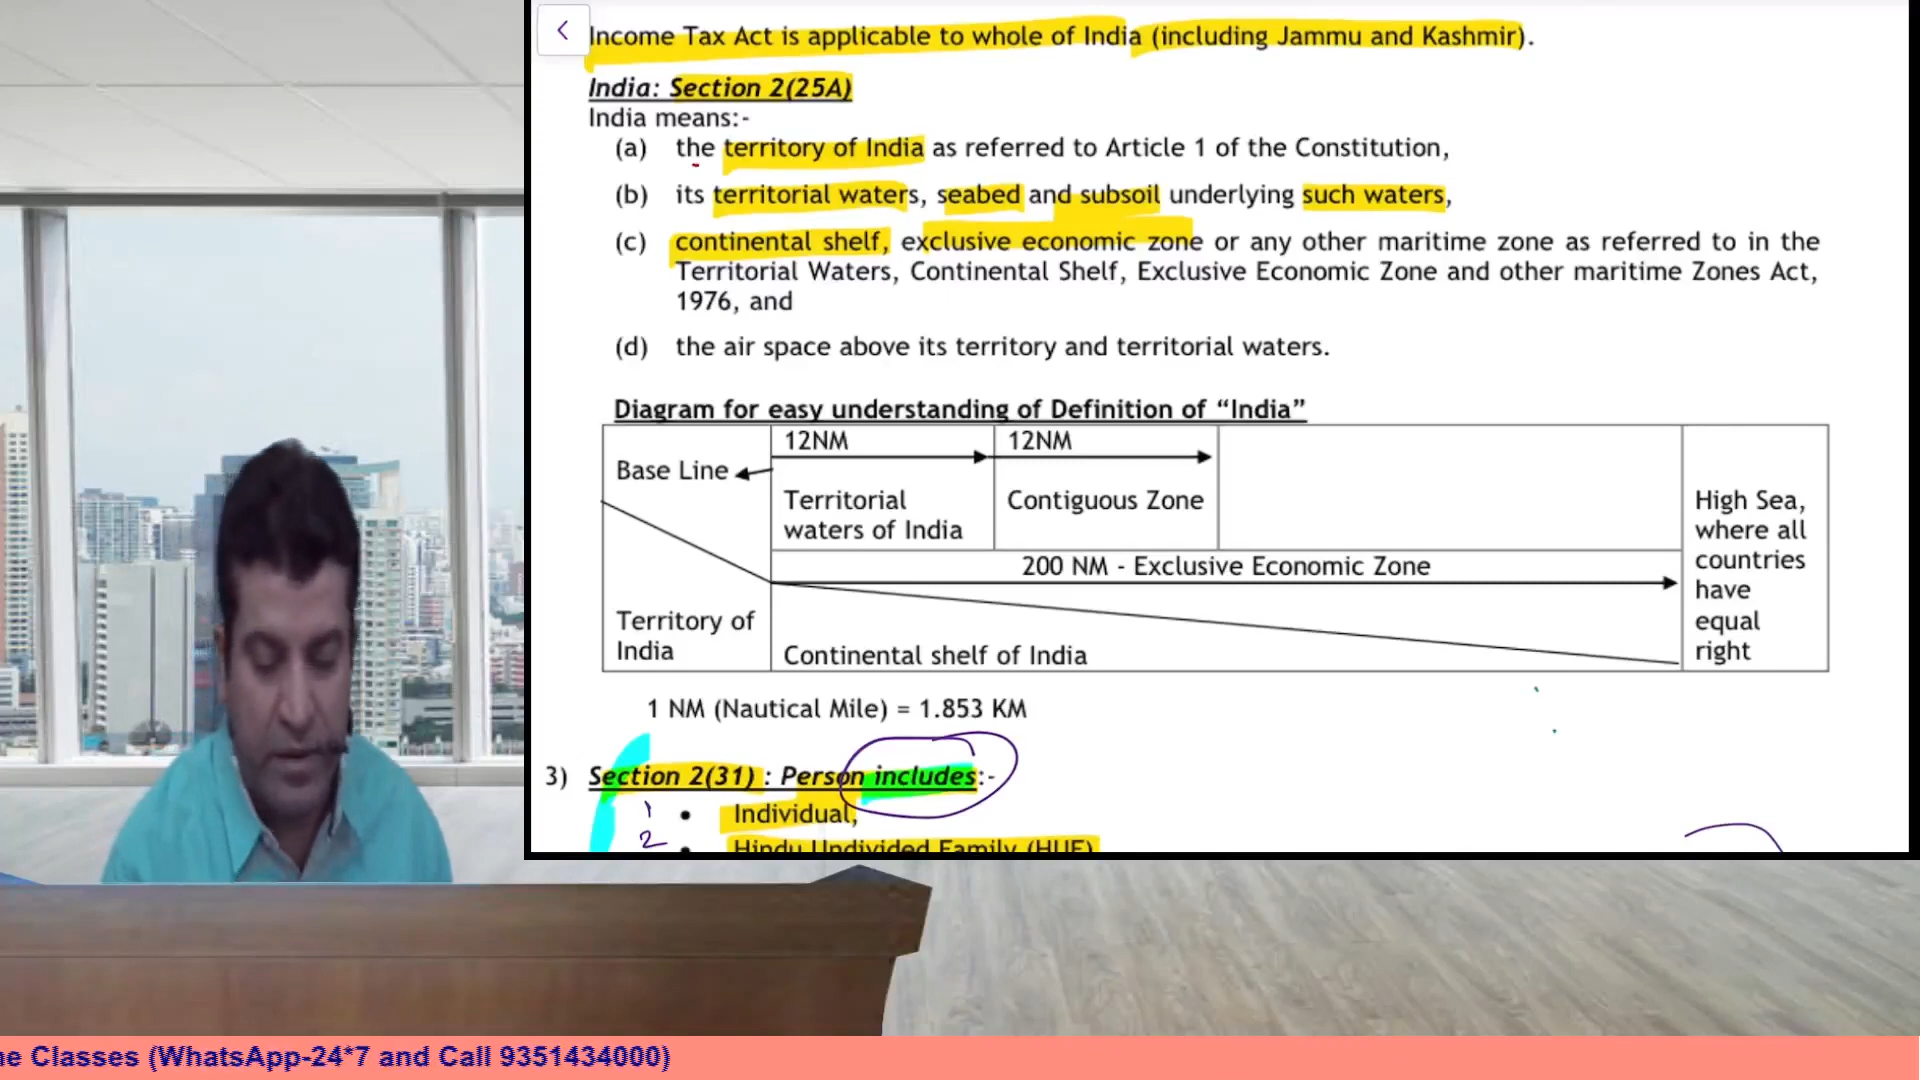 Income Tax Act is applicable to whole of India (including Jammu and Kashmir).
India: Section 2(25A)
India means:-
(a) the territory of India as referred to Article 1 of the Constitution,
(b) its territorial waters, seabed and subsoil underlying such waters,
(c) continental shelf, exclusive economic zone or any other maritime zone as referred to in the
Territorial Waters, Continental Shelf, Exclusive Economic Zone and other maritime Zones Act,
1976, and
(d) the air space above its territory and territorial waters.
Diagram for easy understanding of Definition of “India”
Base Line
12NM
12NM
Territorial
waters of India
Contiguous Zone
200 NM - Exclusive Economic Zone
Territory of
India
Continental shelf of India
High Sea,
where all
countries
have
equal
right
1 NM (Nautical Mile) = 1.853 KM
3) Section 2(31) : Person includes:-
1 • Individual,
2 • Hindu Undivided Family (HUF)
Classes (WhatsApp-24*7 and Call 9351434000)